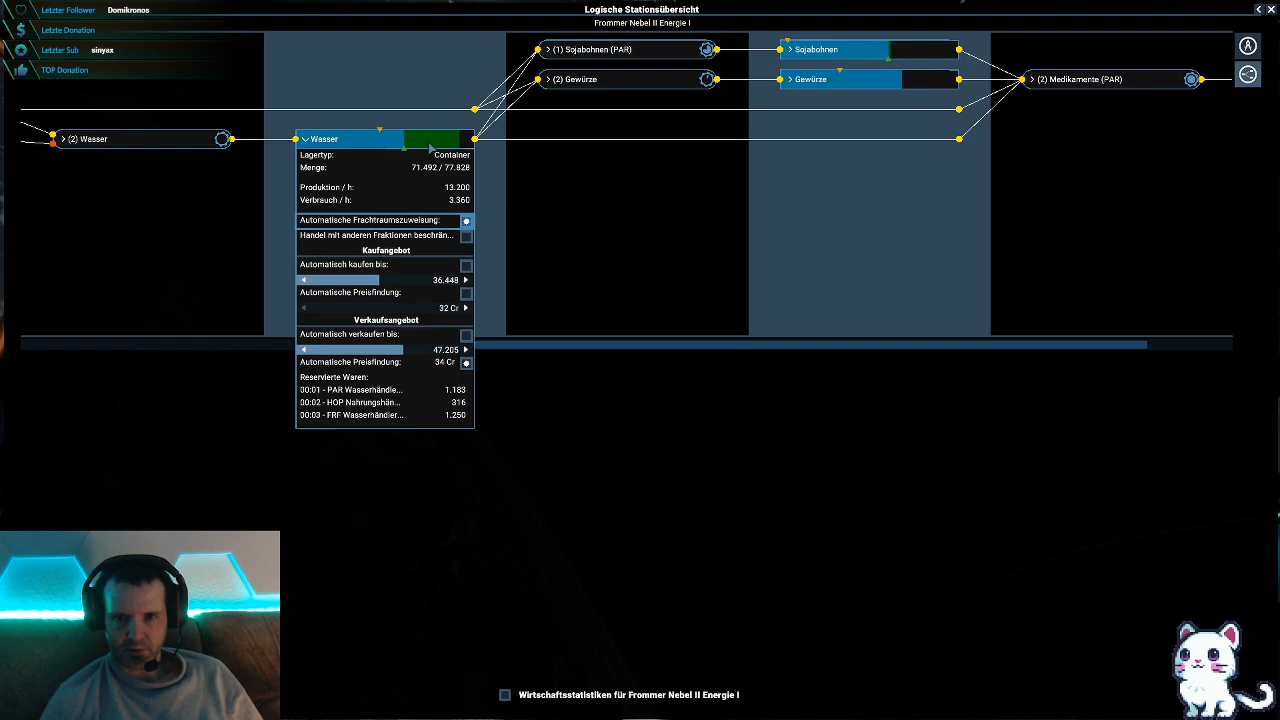 Letzter Follower Domikronos
Letzte Donation
Letzter Sub sinyax
TOP Donation
Logische Stationsübersicht
Frommer Nebel II Energie I
(1) Sojabohnen (PAR)
Sojabohnen
(2) Gewürze
Gewürze
(2) Medikamente (PAR)
(2) Wasser
Wasser
Lagertyp: Container
Menge: 71.492 / 77.828
Produktion / h: 13.200
Verbrauch / h: 3.360
Automatische Frachtraumszuweisung:
Handel mit anderen Fraktionen beschrän...
Kaufangebot
Automatisch kaufen bis:
36.448
Automatische Preisfindung:
32 Cr
Verkaufsangebot
Automatisch verkaufen bis:
47.205
Automatische Preisfindung: 34 Cr
Reservierte Waren:
00:01 - PAR Wasserhändle... 1.183
00:02 - HOP Nahrungshän... 316
00:03 - FRF Wasserhändler... 1.250
Wirtschaftsstatistiken für Frommer Nebel II Energie I